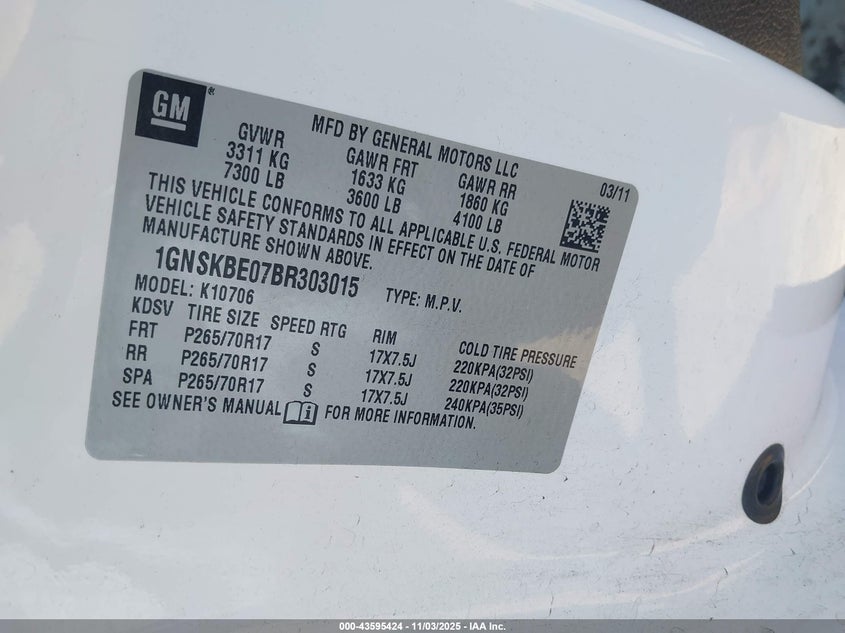 GM
MFD BY GENERAL MOTORS LLC 03/11
GVWR GAWR FRT GAWR RR
3311 KG 1633 KG 1860 KG
7300 LB 3600 LB 4100 LB
THIS VEHICLE CONFORMS TO ALL APPLICABLE U.S. FEDERAL MOTOR
VEHICLE SAFETY STANDARDS IN EFFECT ON THE DATE OF
MANUFACTURE SHOWN ABOVE.
1GNSKBE07BR303015 TYPE: M.P.V.
MODEL: K10706
KDSV TIRE SIZE SPEED RTG RIM COLD TIRE PRESSURE
FRT P265/70R17 S 17X7.5J 220KPA(32PSI)
RR P265/70R17 S 17X7.5J 220KPA(32PSI)
SPA P265/70R17 S 17X7.5J 240KPA(35PSI)
SEE OWNER'S MANUAL i FOR MORE INFORMATION.
000-43595424 - 11/03/2025 - IAA Inc.